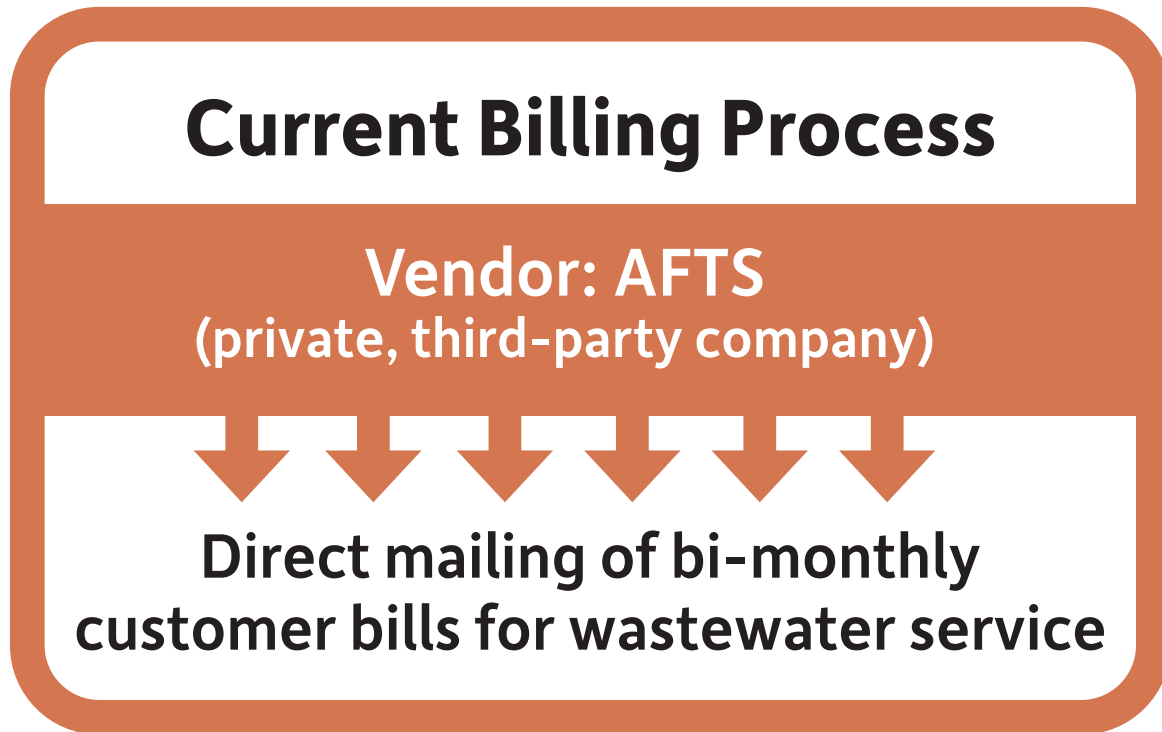 Current Billing Process
Vendor: AFTS
(private, third-party company)
Direct mailing of bi-monthly
customer bills for wastewater service